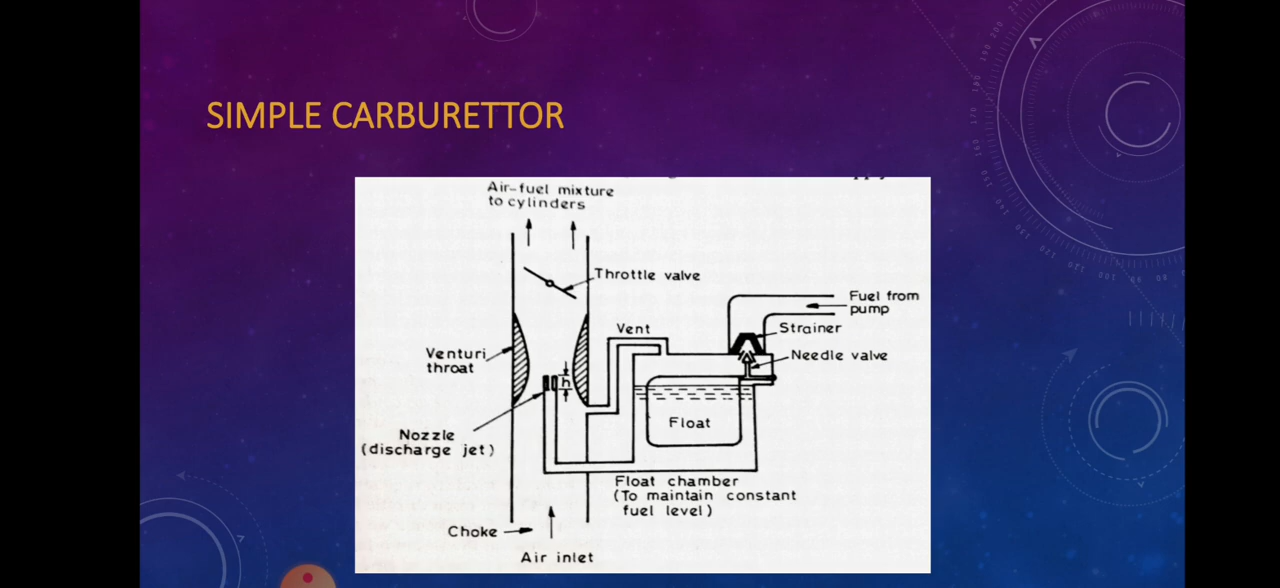 SIMPLE CARBURETTOR
Air-fuel mixture
to cylinders
Throttle valve
Fuel from
pump
Vent
Strainer
Venturi
throat
Needle valve
h
Float
Nozzle
(discharge jet)
Float chamber
(To maintain constant
fuel level)
Choke
Air inlet